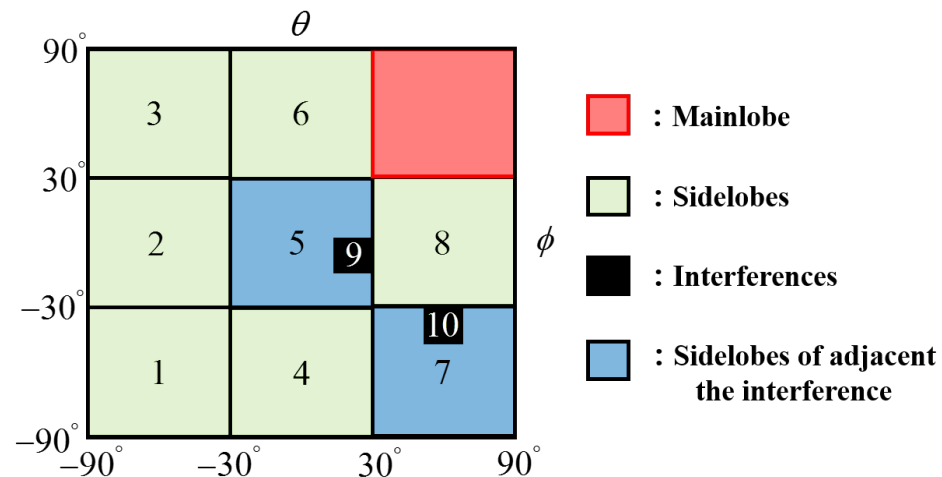 θ
90°
3 6
: Mainlobe
30°
: Sidelobes
2 5 9 8
ϕ
: Interferences
−30°
10
1 4 7
: Sidelobes of adjacent
the interference
−90°
−90° −30° 30° 90°